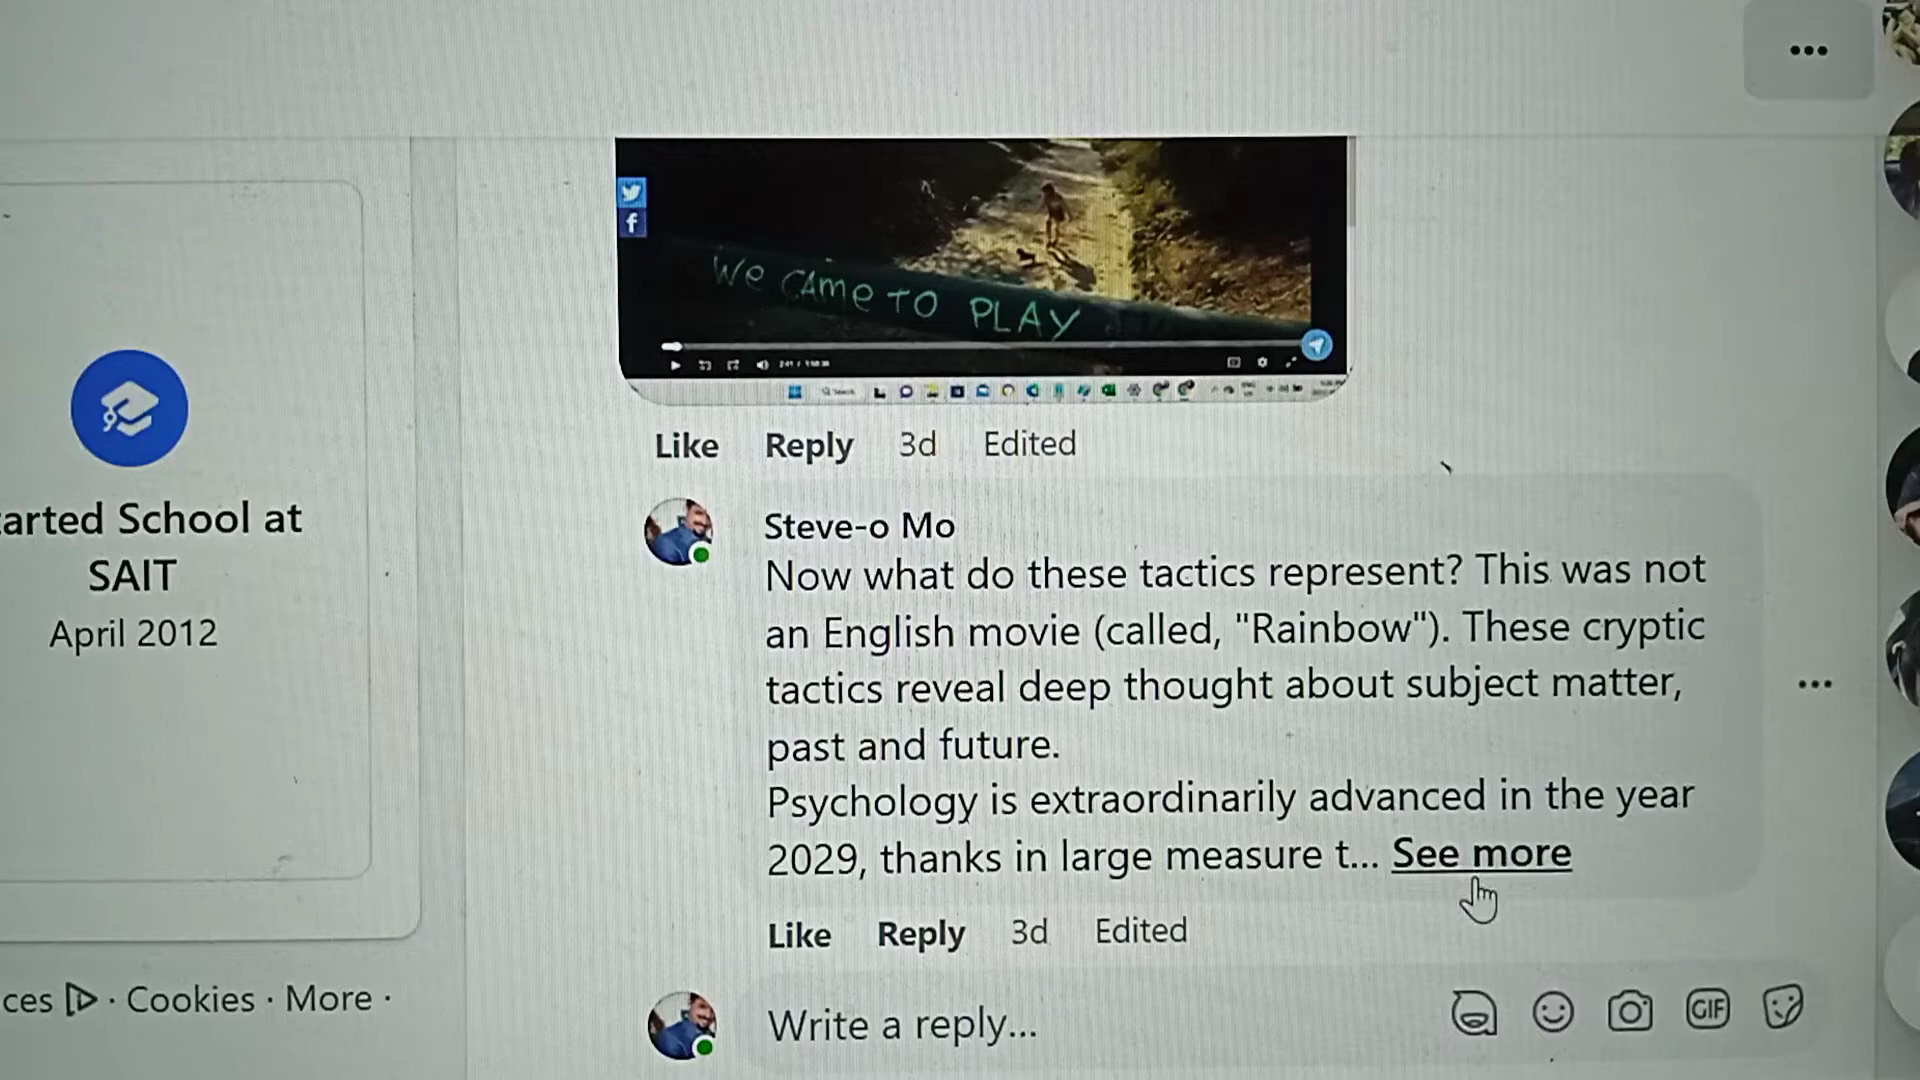 We CAme TO PLAY
Like Reply 3d Edited
Steve-o Mo
Now what do these tactics represent? This was not
an English movie (called, "Rainbow"). These cryptic
tactics reveal deep thought about subject matter,
past and future.
Psychology is extraordinarily advanced in the year
2029, thanks in large measure t... See more
Like Reply 3d Edited
Write a reply...
GIF
arted School at
SAIT
April 2012
ces · Cookies · More ·